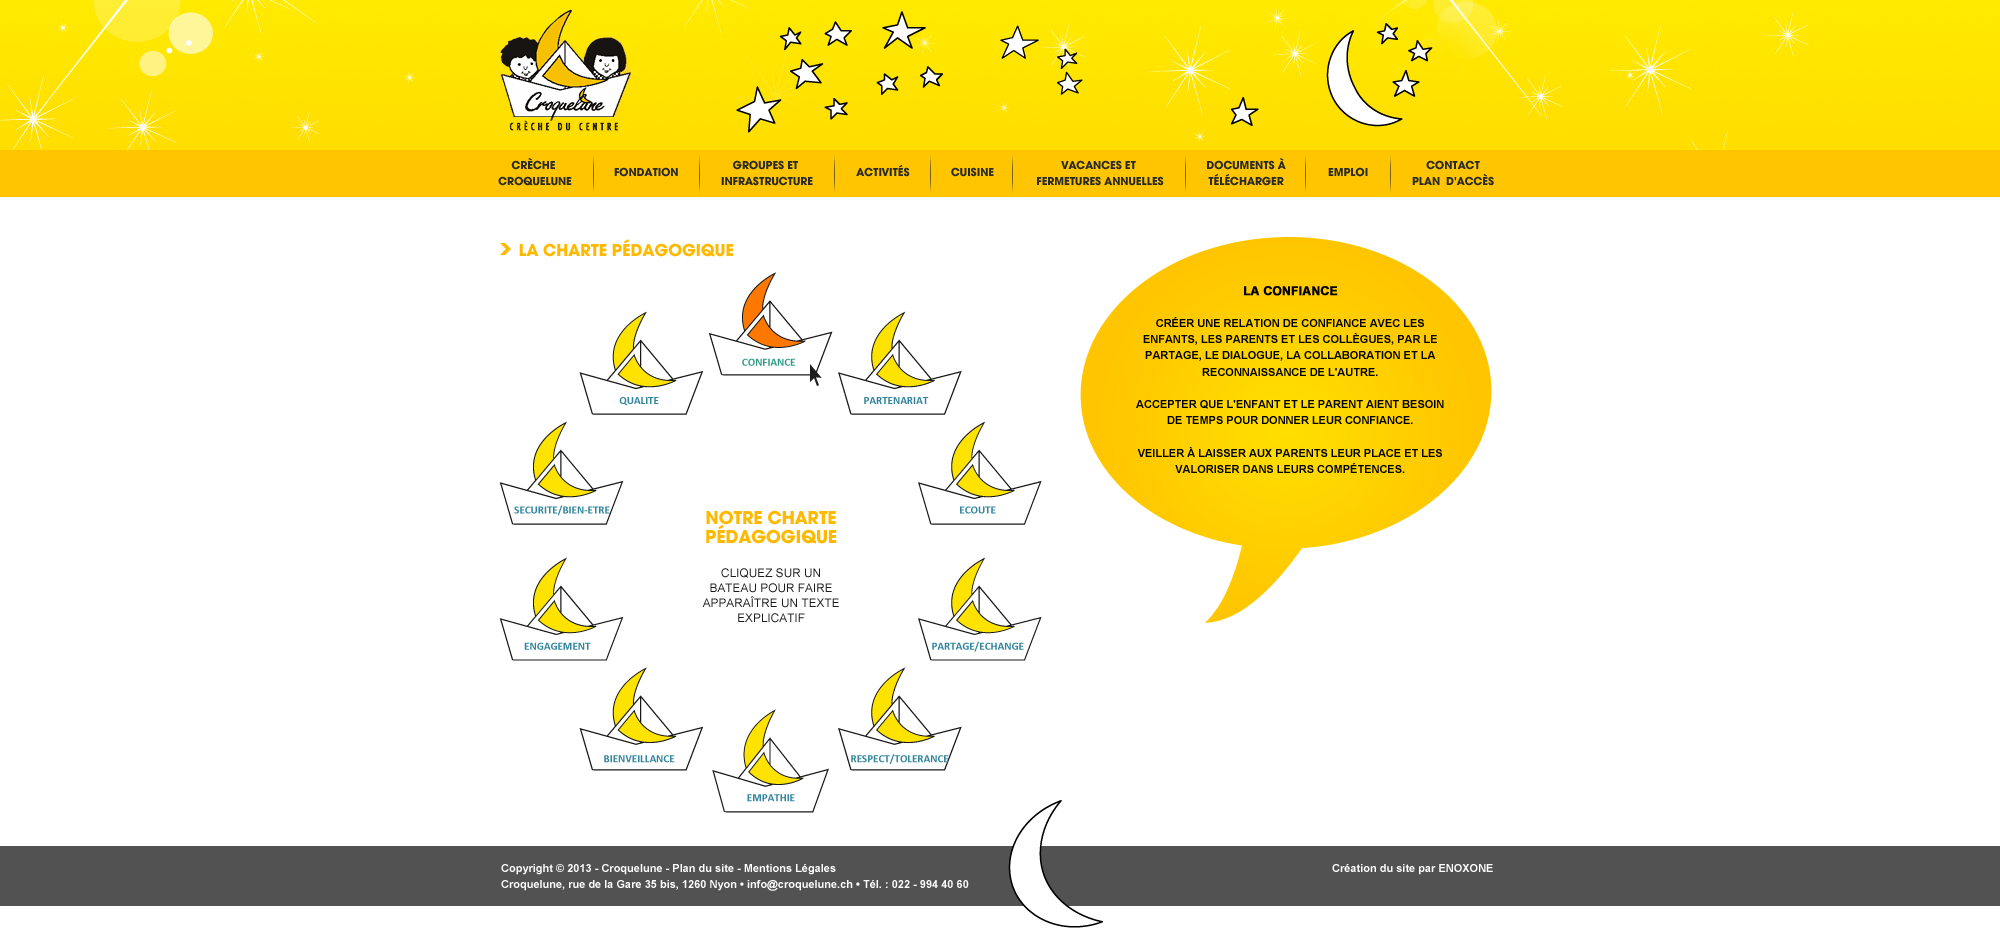 Croquelune
CRÈCHE DU CENTRE
CRÈCHE
CROQUELUNE
FONDATION
GROUPES ET
INFRASTRUCTURE
ACTIVITÉS
CUISINE
VACANCES ET
FERMETURES ANNUELLES
DOCUMENTS À
TÉLÉCHARGER
EMPLOI
CONTACT
PLAN D'ACCÈS
LA CHARTE PÉDAGOGIQUE
CONFIANCE
QUALITE
PARTENARIAT
SECURITE/BIEN-ETRE
ECOUTE
NOTRE CHARTE
PÉDAGOGIQUE
CLIQUEZ SUR UN
BATEAU POUR FAIRE
APPARAÎTRE UN TEXTE
EXPLICATIF
ENGAGEMENT
PARTAGE/ECHANGE
BIENVEILLANCE
RESPECT/TOLERANCE
EMPATHIE
LA CONFIANCE
CRÉER UNE RELATION DE CONFIANCE AVEC LES
ENFANTS, LES PARENTS ET LES COLLÈGUES, PAR LE
PARTAGE, LE DIALOGUE, LA COLLABORATION ET LA
RECONNAISSANCE DE L'AUTRE.
ACCEPTER QUE L'ENFANT ET LE PARENT AIENT BESOIN
DE TEMPS POUR DONNER LEUR CONFIANCE.
VEILLER À LAISSER AUX PARENTS LEUR PLACE ET LES
VALORISER DANS LEURS COMPÉTENCES.
Copyright © 2013 - Croquelune - Plan du site - Mentions Légales
Croquelune, rue de la Gare 35 bis, 1260 Nyon • info@croquelune.ch • Tél. : 022 - 994 40 60
Création du site par ENOXONE